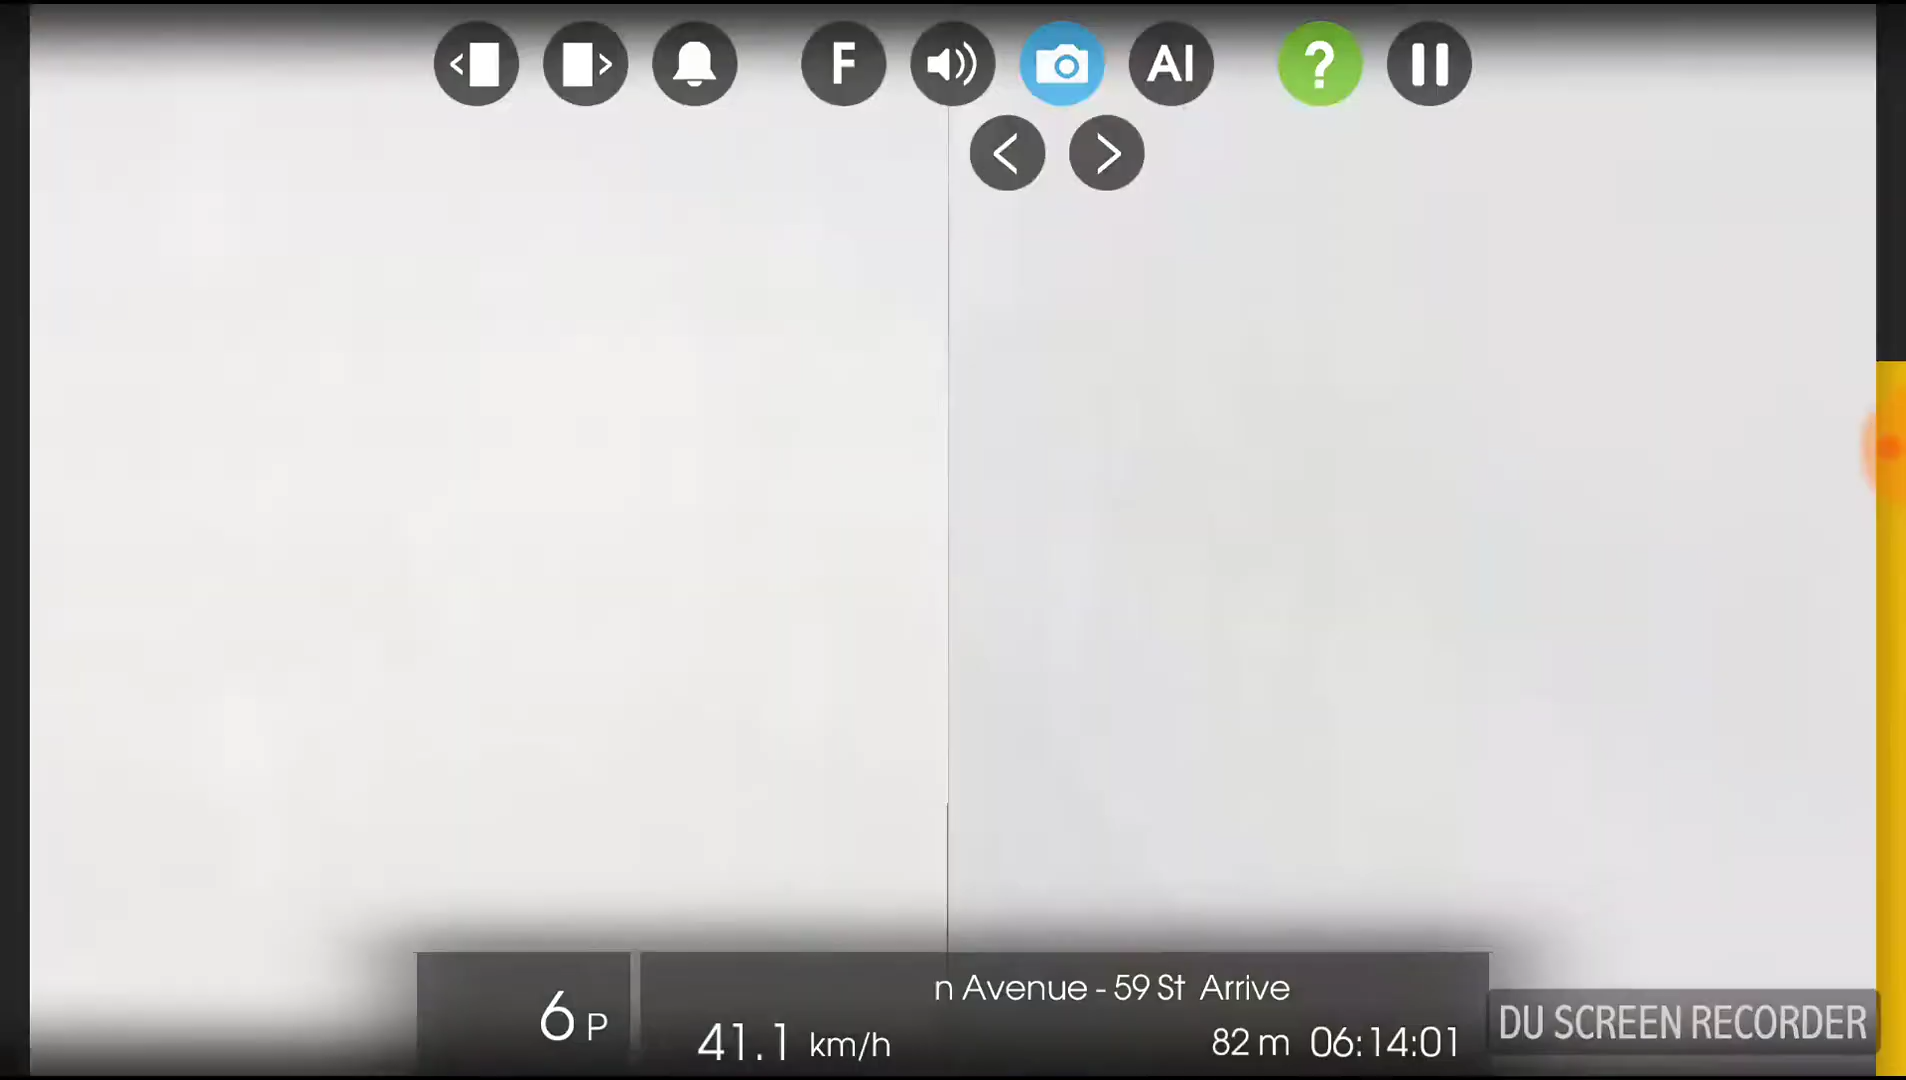 F
AI
?
n Avenue - 59 St Arrive
6 P
41.1 km/h
82 m 06:14:01
DU SCREEN RECORDER